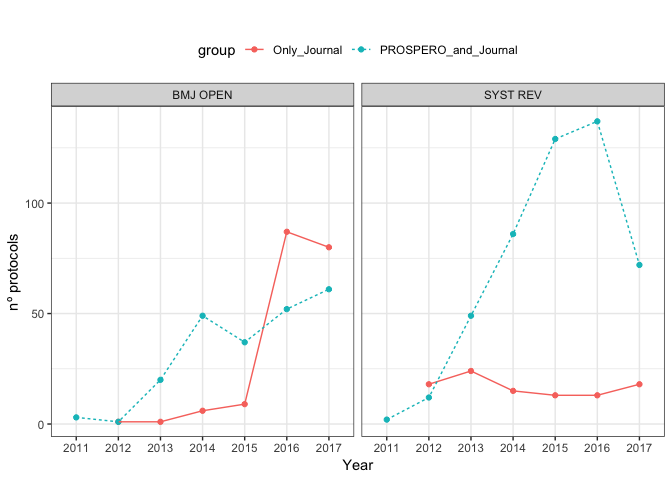 group Only_Journal PROSPERO_and_Journal
BMJ OPEN SYST REV
nº protocols
100
50
0
2011 2012 2013 2014 2015 2016 2017 2011 2012 2013 2014 2015 2016 2017
Year